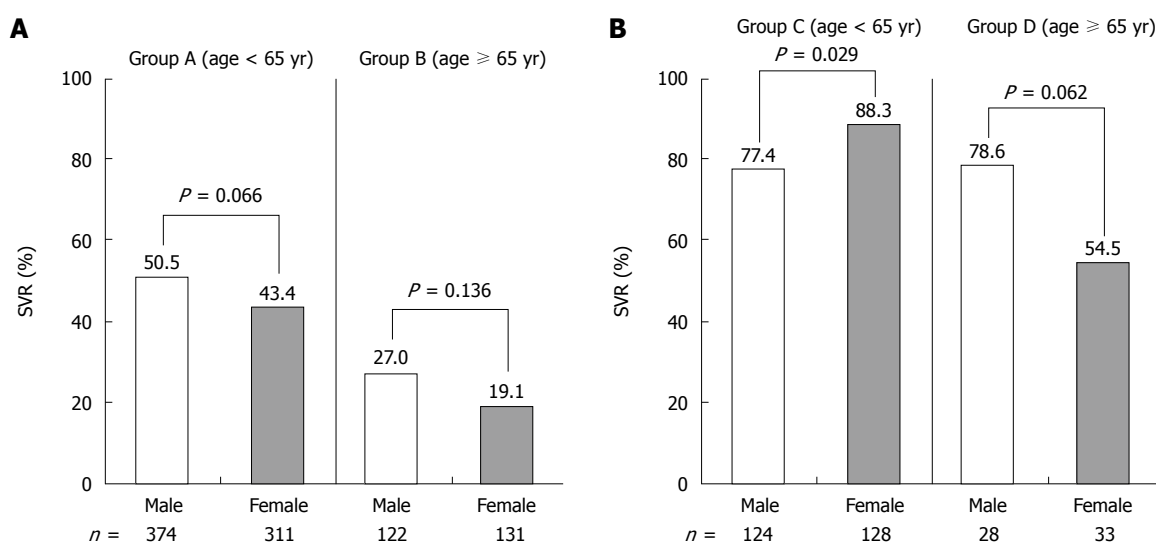 A
Group A (age < 65 yr)
Group B (age ≥ 65 yr)
100
80
60
40
20
0
SVR (%)
P = 0.066
50.5
43.4
P = 0.136
27.0
19.1
Male
Female
Male
Female
n =
374
311
122
131
B
Group C (age < 65 yr)
Group D (age ≥ 65 yr)
100
80
60
40
20
0
SVR (%)
P = 0.029
77.4
88.3
P = 0.062
78.6
54.5
Male
Female
Male
Female
124
128
28
33